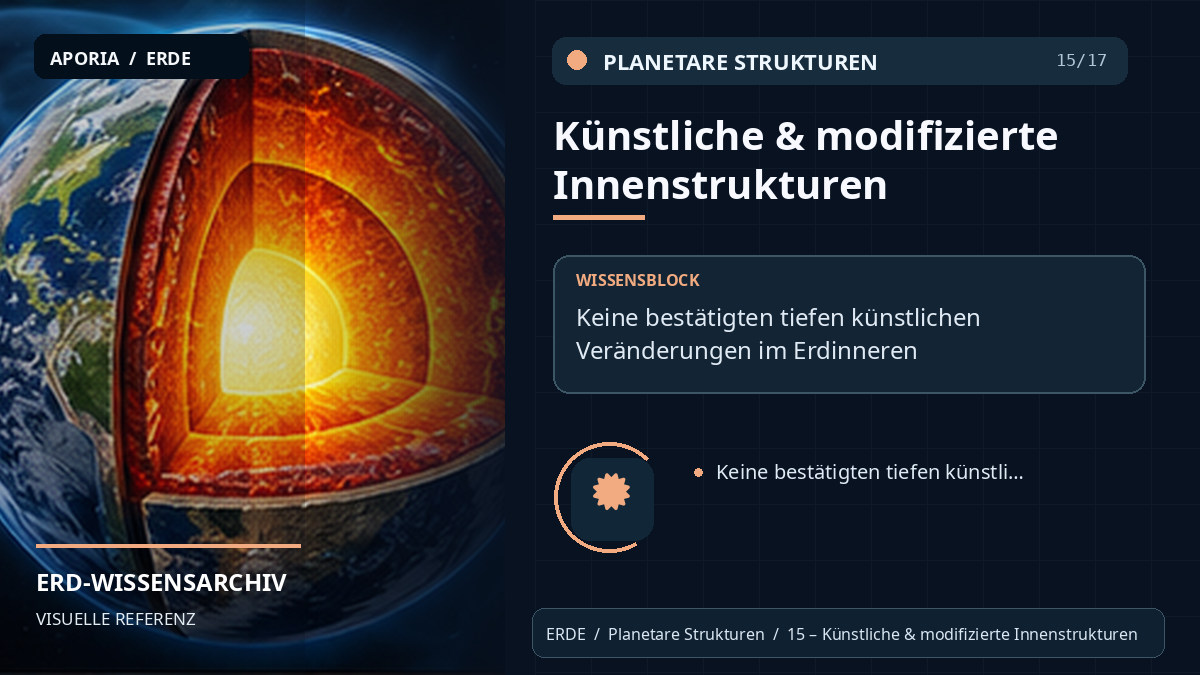 APORIA / ERDE
ERD-WISSENSARCHIV
VISUELLE REFERENZ
PLANETARE STRUKTUREN
15/17
Künstliche & modifizierte
Innenstrukturen
WISSENSBLOCK
Keine bestätigten tiefen künstlichen
Veränderungen im Erdinneren
Keine bestätigten tiefen künstli…
ERDE / Planetare Strukturen / 15 – Künstliche & modifizierte Innenstrukturen